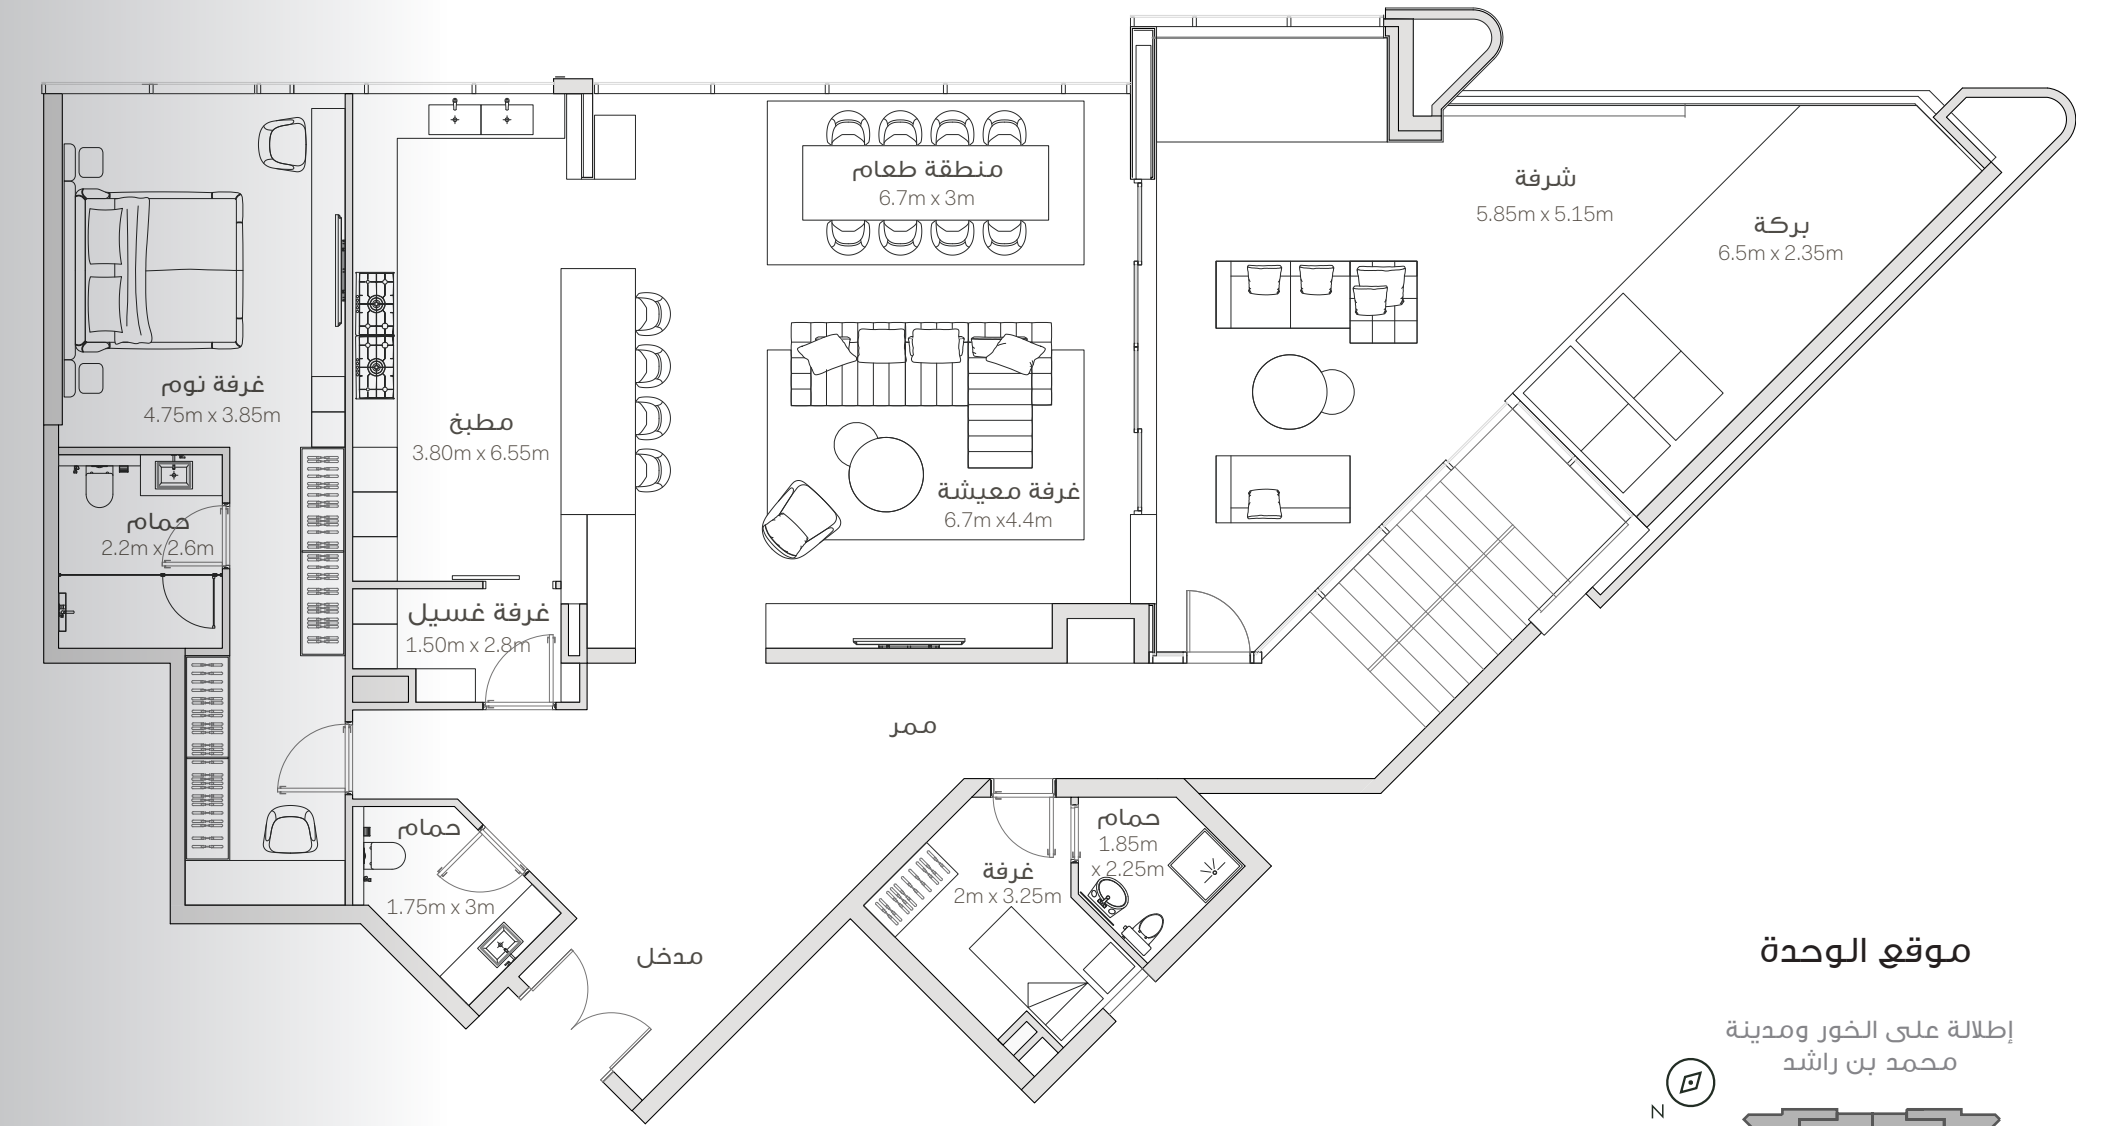 منطقة طعام
6.7m x 3m
شرفة
5.85m x 5.15m
بركة
6.5m x 2.35m
غرفة نوم
4.75m x 3.85m
مطبخ
3.80m x 6.55m
غرفة معيشة
6.7m x4.4m
حمام
2.2m x 2.6m
غرفة غسيل
1.50m x 2.8m
ممر
حمام
1.75m x 3m
حمام
1.85m
x 2.25m
غرفة
2m x 3.25m
مدخل
موقع الوحدة
إطلالة على الخور ومدينة
محمد بن راشد
N